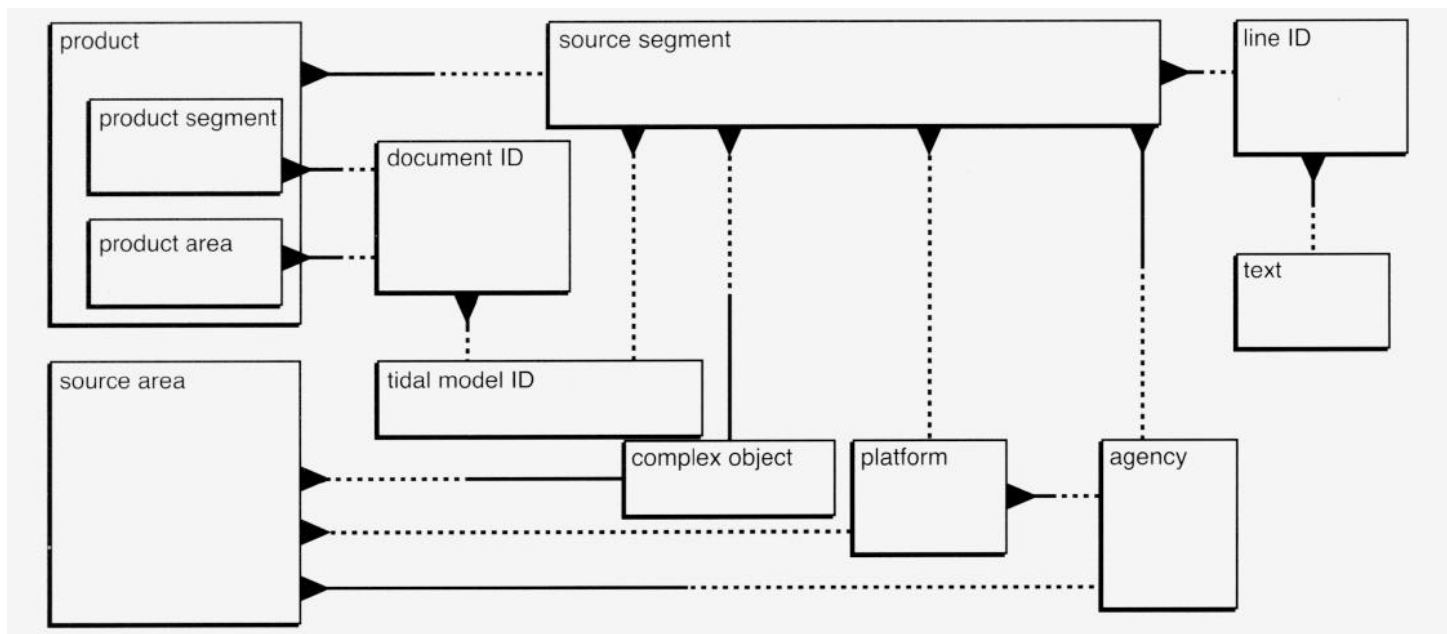 product
source segment
line ID
product segment
document ID
product area
text
source area
tidal model ID
complex object
platform
agency